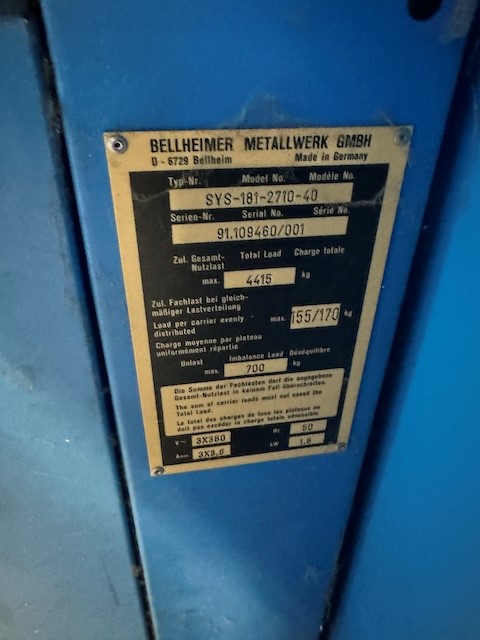 BELLHEIMER METALLWERK GMBH
D - 6729 Bellheim Made in Germany
Typ-Nr. Model No. Modèle No.
SYS-181-2710-40
Serien-Nr. Serial No. Série No.
91.109460/001
Zul. Gesamt- Total Load Charge totale
Nutzlast
max. 4415 kg
Zul. Fachlast bei gleich-
mäßiger Lastverteilung
Load per carrier evenly max. 155/170 kg
distributed
Charge moyenne par plateau
uniformément répartie
Unlast Imbalance Load Déséquilibre
max. 700 kg
Die Summe der Fachlasten darf die angegebene
Gesamt-Nutzlast in keinem Fall überschreiten.
The sum of carrier loads must not exeed the
Total Load.
Le total des charges de tous les plateaux ne
doit pas excéder la charge totale admissible
V~ 3X380 Hz 50
Amp. 3X3,6 kW 1,6